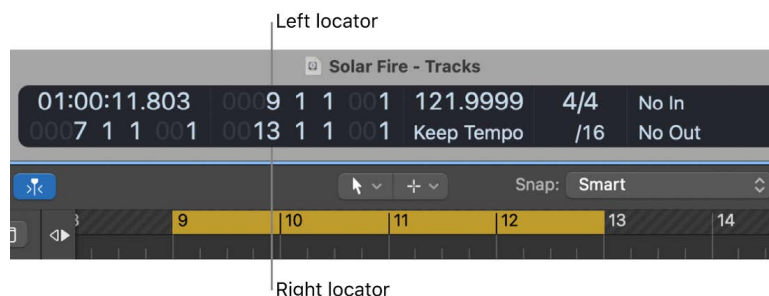 Left locator
Solar Fire - Tracks
01:00:11.803 0009 1 1 001 121.9999 4/4 No In
0007 1 1 001 0013 1 1 001 Keep Tempo /16 No Out
Snap: Smart
9 10 11 12 13 14
Right locator